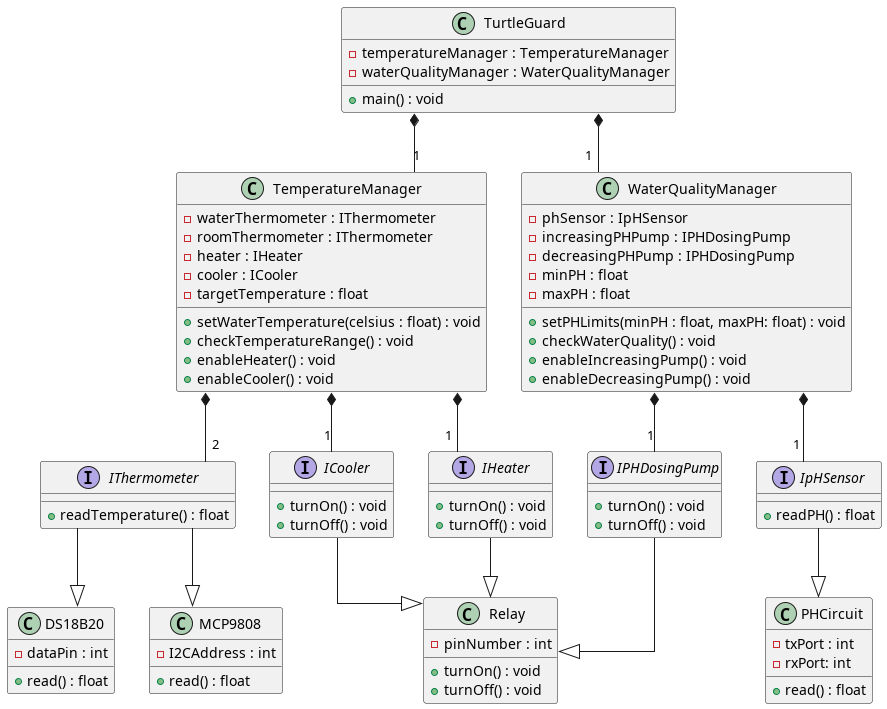 C TurtleGuard
temperatureManager : TemperatureManager
waterQualityManager : WaterQualityManager
main() : void
1
1
C TemperatureManager
waterThermometer : IThermometer
roomThermometer : IThermometer
heater : IHeater
cooler : ICooler
targetTemperature : float
setWaterTemperature(celsius : float) : void
checkTemperatureRange() : void
enableHeater() : void
enableCooler() : void
C WaterQualityManager
phSensor : IpHSensor
increasingPHPump : IPHDosingPump
decreasingPHPump : IPHDosingPump
minPH : float
maxPH : float
setPHLimits(minPH : float, maxPH: float) : void
checkWaterQuality() : void
enableIncreasingPump() : void
enableDecreasingPump() : void
2
1
1
1
1
I IThermometer
readTemperature() : float
I ICooler
turnOn() : void
turnOff() : void
I IHeater
turnOn() : void
turnOff() : void
I IPHDosingPump
turnOn() : void
turnOff() : void
I IpHSensor
readPH() : float
C DS18B20
dataPin : int
read() : float
C MCP9808
I2CAddress : int
read() : float
C Relay
pinNumber : int
turnOn() : void
turnOff() : void
C PHCircuit
txPort : int
rxPort: int
read() : float